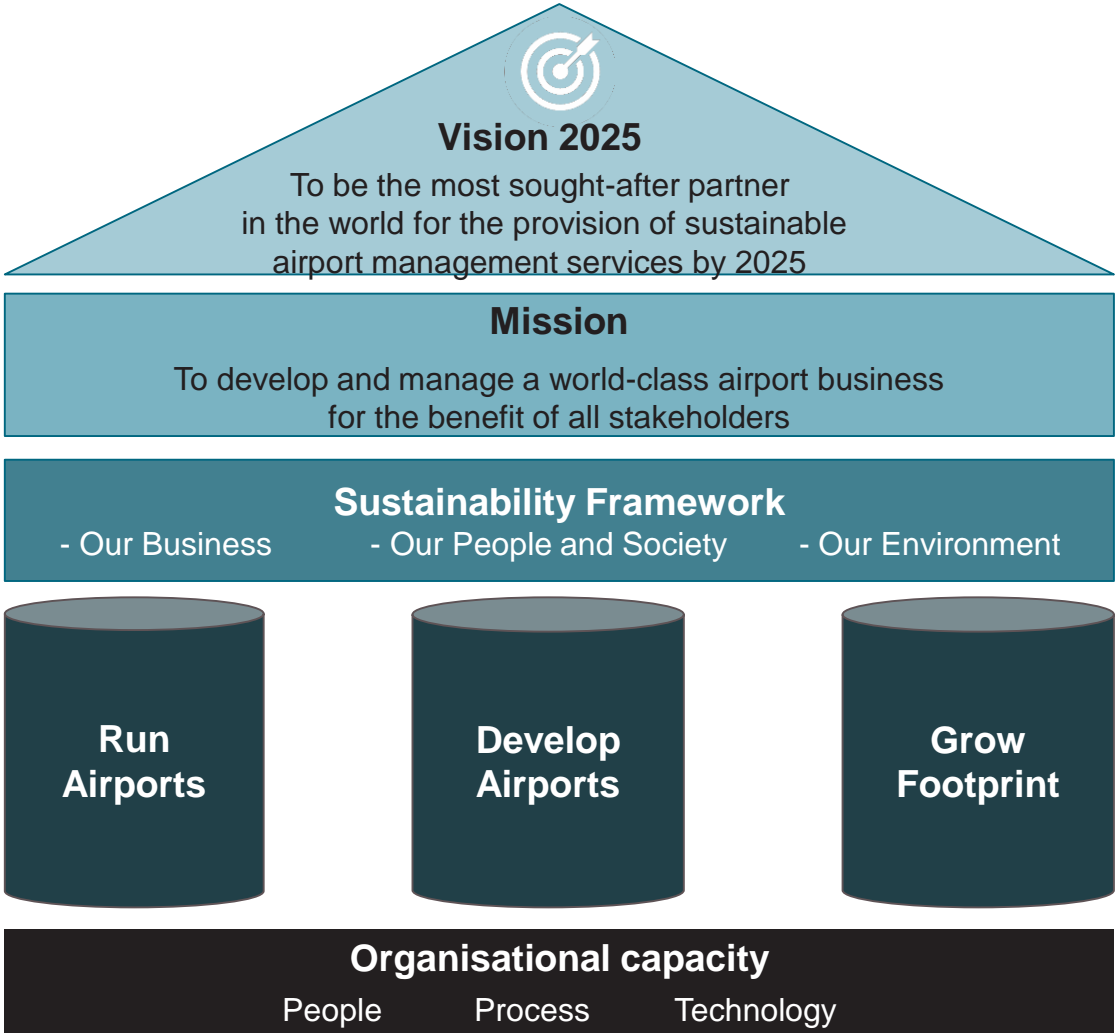 Vision 2025
To be the most sought-after partner
in the world for the provision of sustainable
airport management services by 2025
Mission
To develop and manage a world-class airport business
for the benefit of all stakeholders
Sustainability Framework
- Our Business - Our People and Society - Our Environment
Run
Airports
Develop
Airports
Grow
Footprint
Organisational capacity
People Process Technology